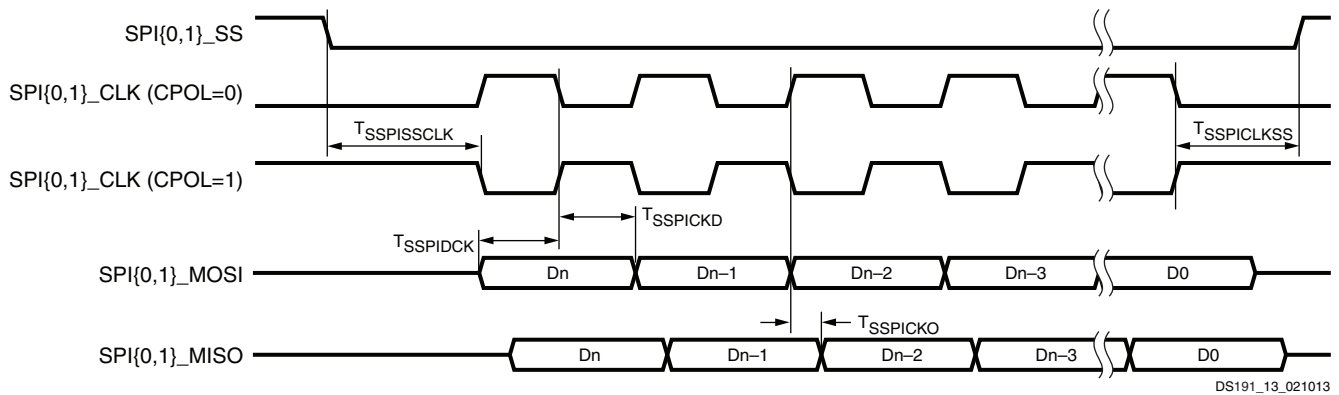 SPI{0,1}_SS
SPI{0,1}_CLK (CPOL=0)
TSSPISSCLK
TSSPICLKSS
SPI{0,1}_CLK (CPOL=1)
TSSPICKD
TSSPIDCK
SPI{0,1}_MOSI
Dn
Dn–1
Dn–2
Dn–3
D0
TSSPICKO
SPI{0,1}_MISO
Dn
Dn–1
Dn–2
Dn–3
D0
DS191_13_021013